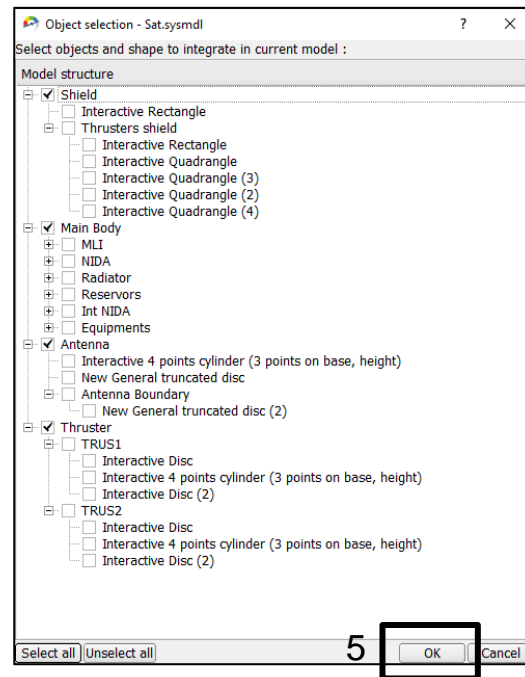 Object selection - Sat.sysmdl ? ×
Select objects and shape to integrate in current model :
Model structure
Shield
Interactive Rectangle
Thrusters shield
Interactive Rectangle
Interactive Quadrangle
Interactive Quadrangle (3)
Interactive Quadrangle (2)
Interactive Quadrangle (4)
Main Body
MLI
NIDA
Radiator
Reservors
Int NIDA
Equipments
Antenna
Interactive 4 points cylinder (3 points on base, height)
New General truncated disc
Antenna Boundary
New General truncated disc (2)
Thruster
TRUS1
Interactive Disc
Interactive 4 points cylinder (3 points on base, height)
Interactive Disc (2)
TRUS2
Interactive Disc
Interactive 4 points cylinder (3 points on base, height)
Interactive Disc (2)
Select all Unselect all 5 OK Cancel